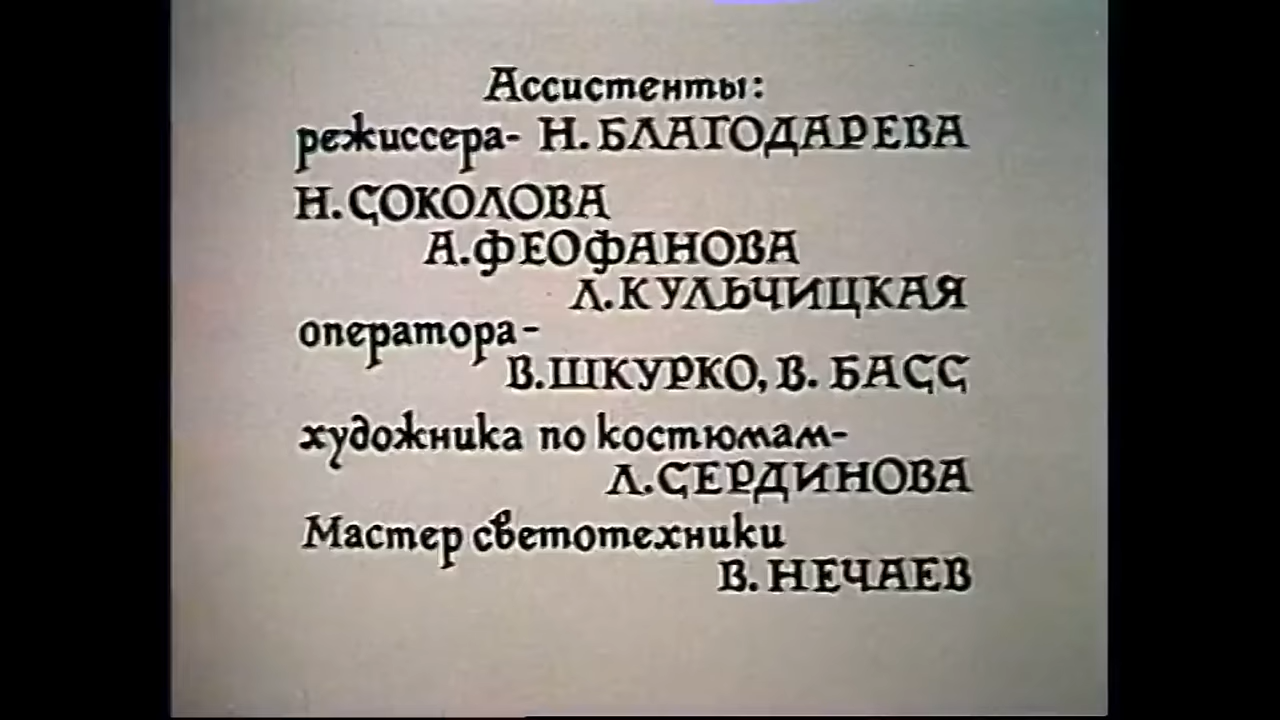 Ассистенты:
режиссера- Н. БЛАГОДАРЕВА
Н. СОКОЛОВА
А. ФЕОФАНОВА
Л. КУЛЬЧИЦКАЯ
оператора-
В. ШКУРКО, В. БАСС
художника по костюмам-
Л. СЕРДИНОВА
Мастер светотехники
В. НЕЧАЕВ